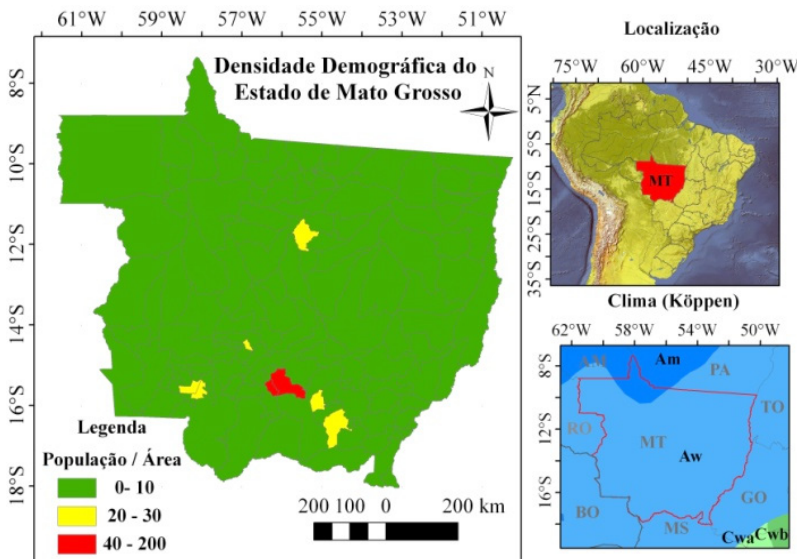 61°W 59°W 57°W 55°W 53°W 51°W
Densidade Demográfica do
Estado de Mato Grosso
N
8°S
10°S
12°S
14°S
16°S
18°S
Legenda
População / Área
0- 10
20 - 30
40 - 200
200 100 0 200 km
Localização
75°W 60°W 45°W 30°W
5°N
5°S
15°S
25°S
35°S
MT
Clima (Köppen)
62°W 58°W 54°W 50°W
8°S
12°S
16°S
AM
Am
PA
TO
RO
MT
Aw
GO
BO
MS
Cwa
Cwb